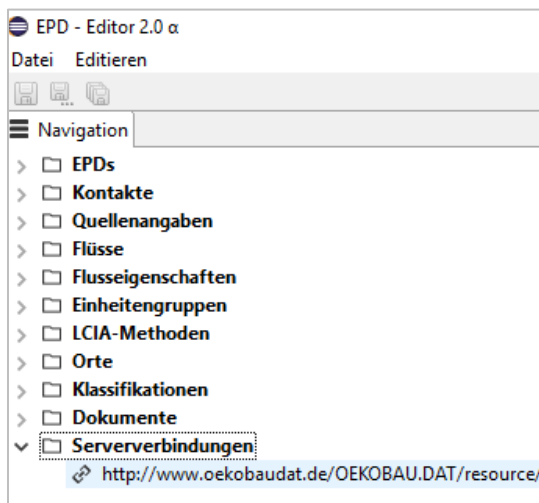 EPD - Editor 2.0 α
Datei Editieren
Navigation
EPDs
Kontakte
Quellenangaben
Flüsse
Flusseigenschaften
Einheitengruppen
LCIA-Methoden
Orte
Klassifikationen
Dokumente
Serververbindungen
http://www.oekobaudat.de/OEKOBAU.DAT/resource/